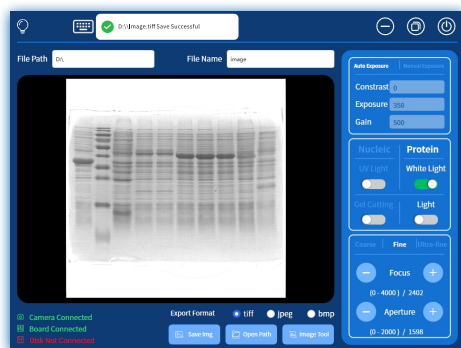 D:\\Image.tiff Save Successful
File Path
D:\
File Name
image
Auto Exposure
Manual Exposure
Constrast
0
Exposure
350
Gain
500
Nucleic
Protein
UV Light
White Light
Gel Cutting
Light
Coarse
Fine
Ultra-fine
Focus
(0 - 4000 ) / 2402
Aperture
(0 - 2000 ) / 1598
Camera Connected
Board Connected
Disk Not Connected
Export Format
tiff
jpeg
bmp
Save Img
Open Path
Image Tool